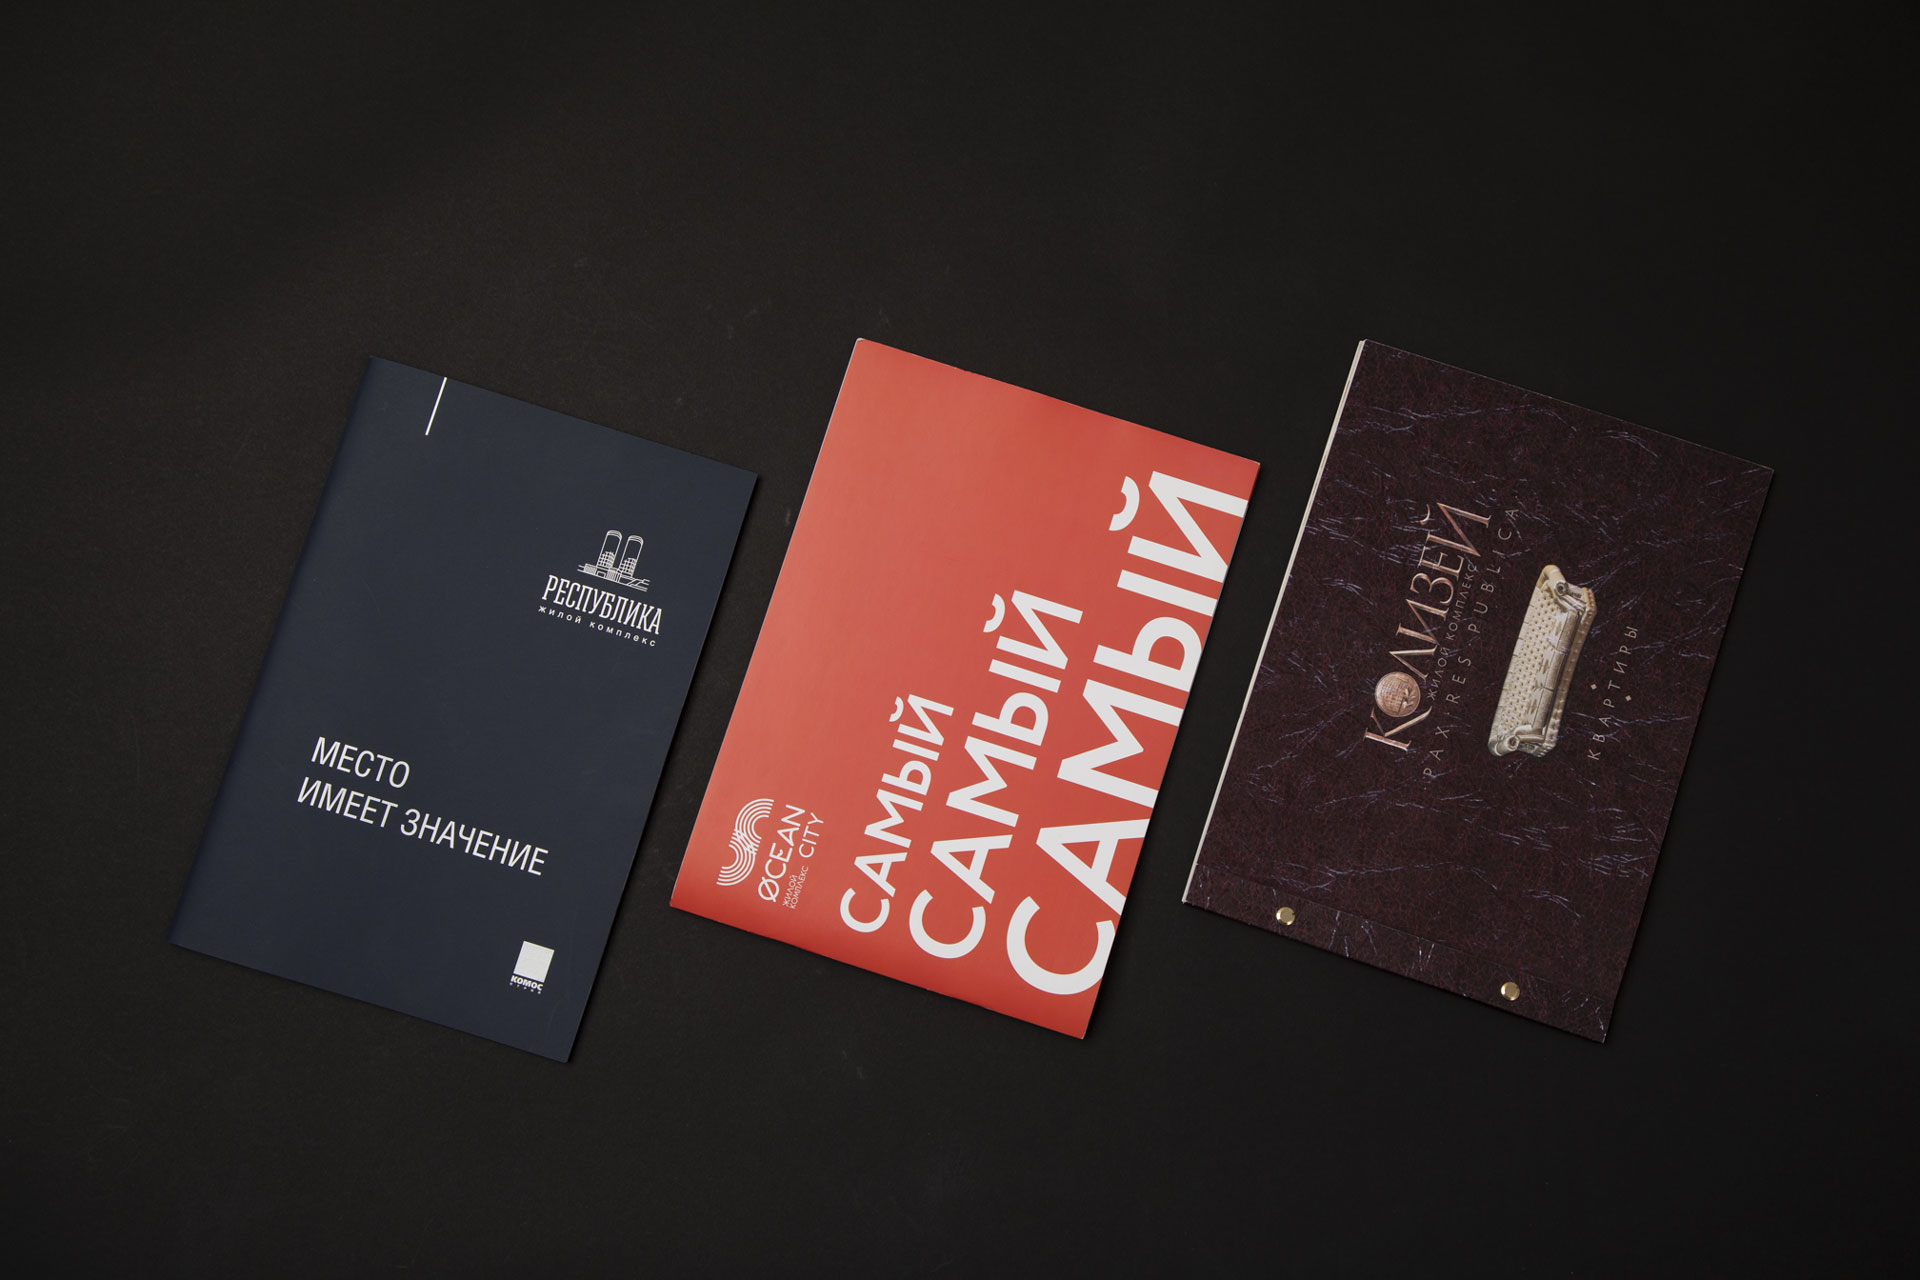 РЕСПУБЛИКА
жилой комплекс
МЕСТО
ИМЕЕТ ЗНАЧЕНИЕ
КОМОС
СТРОЙ
ØCEAN
CITY
ЖИЛОЙ
КОМПЛЕКС
САМЫЙ
САМЫЙ
САМЫЙ
КОЛИЗЕЙ
ЖИЛОЙ КОМПЛЕКС
PAX|RES PUBLICA
КВАРТИРЫ